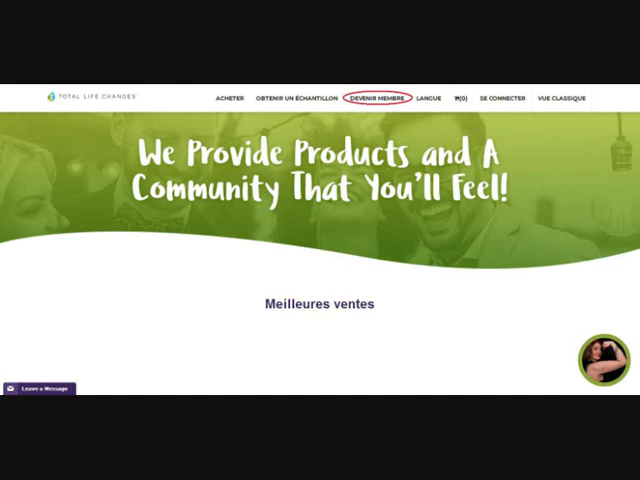 TOTAL LIFE CHANGES
ACHETER OBTENIR UN ÉCHANTILLON DEVENIR MEMBRE LANGUE (0) SE CONNECTER VUE CLASSIQUE
We Provide Products and A
Community That You'll Feel!
Meilleures ventes
Leave a Message